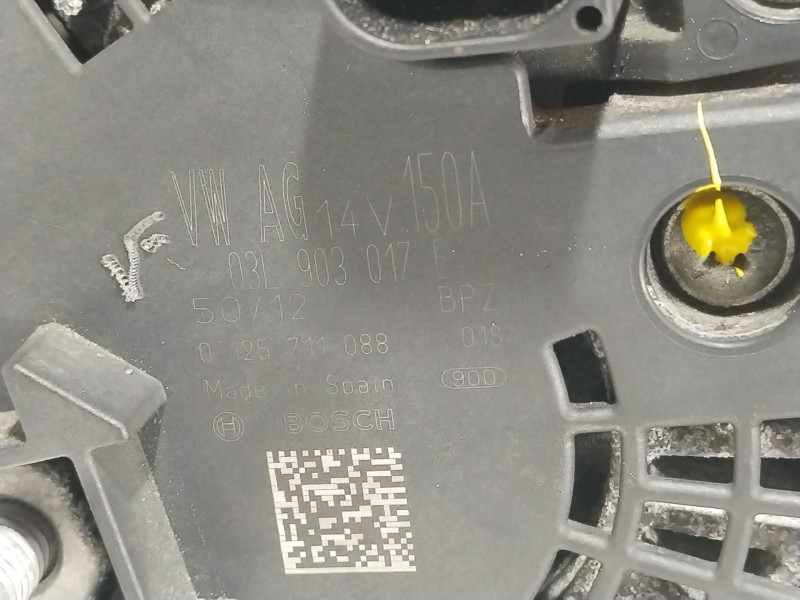 VW AG 14V 150A
03L 903 017 E
50/12 BPZ
0 125 711 088 01S
Made in Spain 900
BOSCH